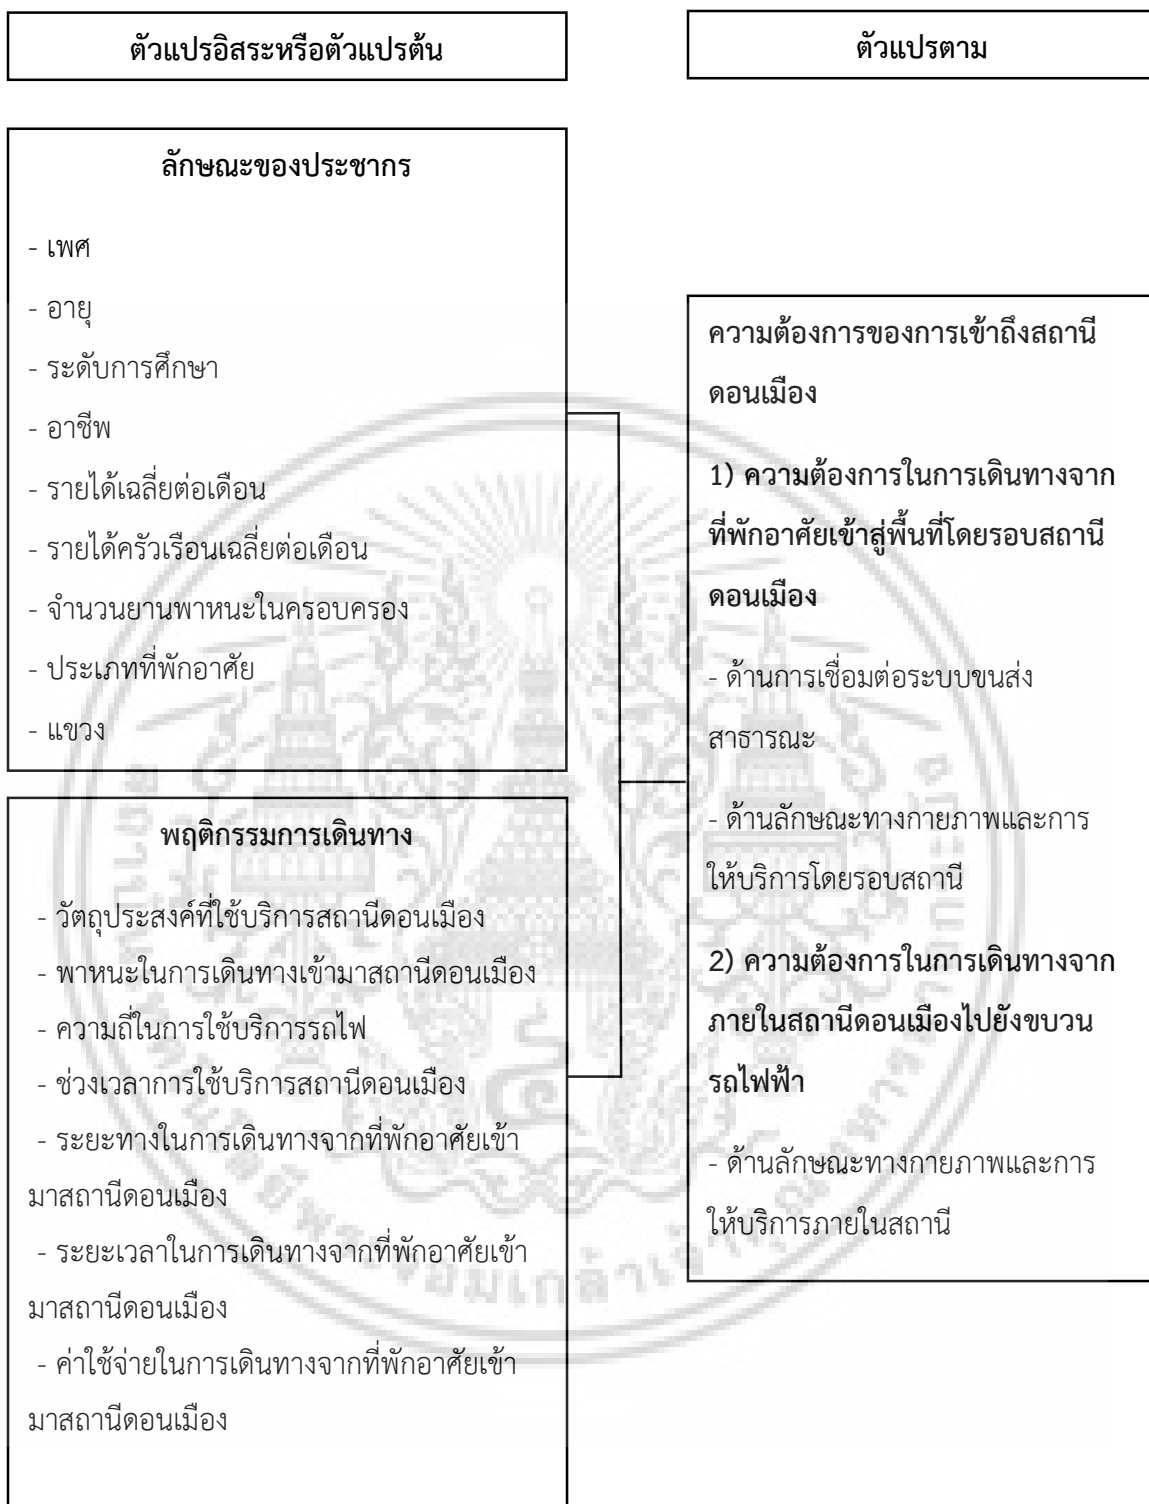 ตัวแปรอิสระหรือตัวแปรต้น
ตัวแปรตาม
ลักษณะของประชากร
- เพศ
- อายุ
- ระดับการศึกษา
- อาชีพ
- รายได้เฉลี่ยต่อเดือน
- รายได้ครัวเรือนเฉลี่ยต่อเดือน
- จำนวนยานพาหนะในครอบครอง
- ประเภทที่พักอาศัย
- แขวง
พฤติกรรมการเดินทาง
- วัตถุประสงค์ที่ใช้บริการสถานีดอนเมือง
- พาหนะในการเดินทางเข้ามาสถานีดอนเมือง
- ความถี่ในการใช้บริการรถไฟ
- ช่วงเวลาการใช้บริการสถานีดอนเมือง
- ระยะทางในการเดินทางจากที่พักอาศัยเข้า
มาสถานีดอนเมือง
- ระยะเวลาในการเดินทางจากที่พักอาศัยเข้า
มาสถานีดอนเมือง
- ค่าใช้จ่ายในการเดินทางจากที่พักอาศัยเข้า
มาสถานีดอนเมือง
ความต้องการของการเข้าถึงสถานี
ดอนเมือง
1) ความต้องการในการเดินทางจาก
ที่พักอาศัยเข้าสู่พื้นที่โดยรอบสถานี
ดอนเมือง
- ด้านการเชื่อมต่อระบบขนส่ง
สาธารณะ
- ด้านลักษณะทางกายภาพและการ
ให้บริการโดยรอบสถานี
2) ความต้องการในการเดินทางจาก
ภายในสถานีดอนเมืองไปยังขบวน
รถไฟฟ้า
- ด้านลักษณะทางกายภาพและการ
ให้บริการภายในสถานี